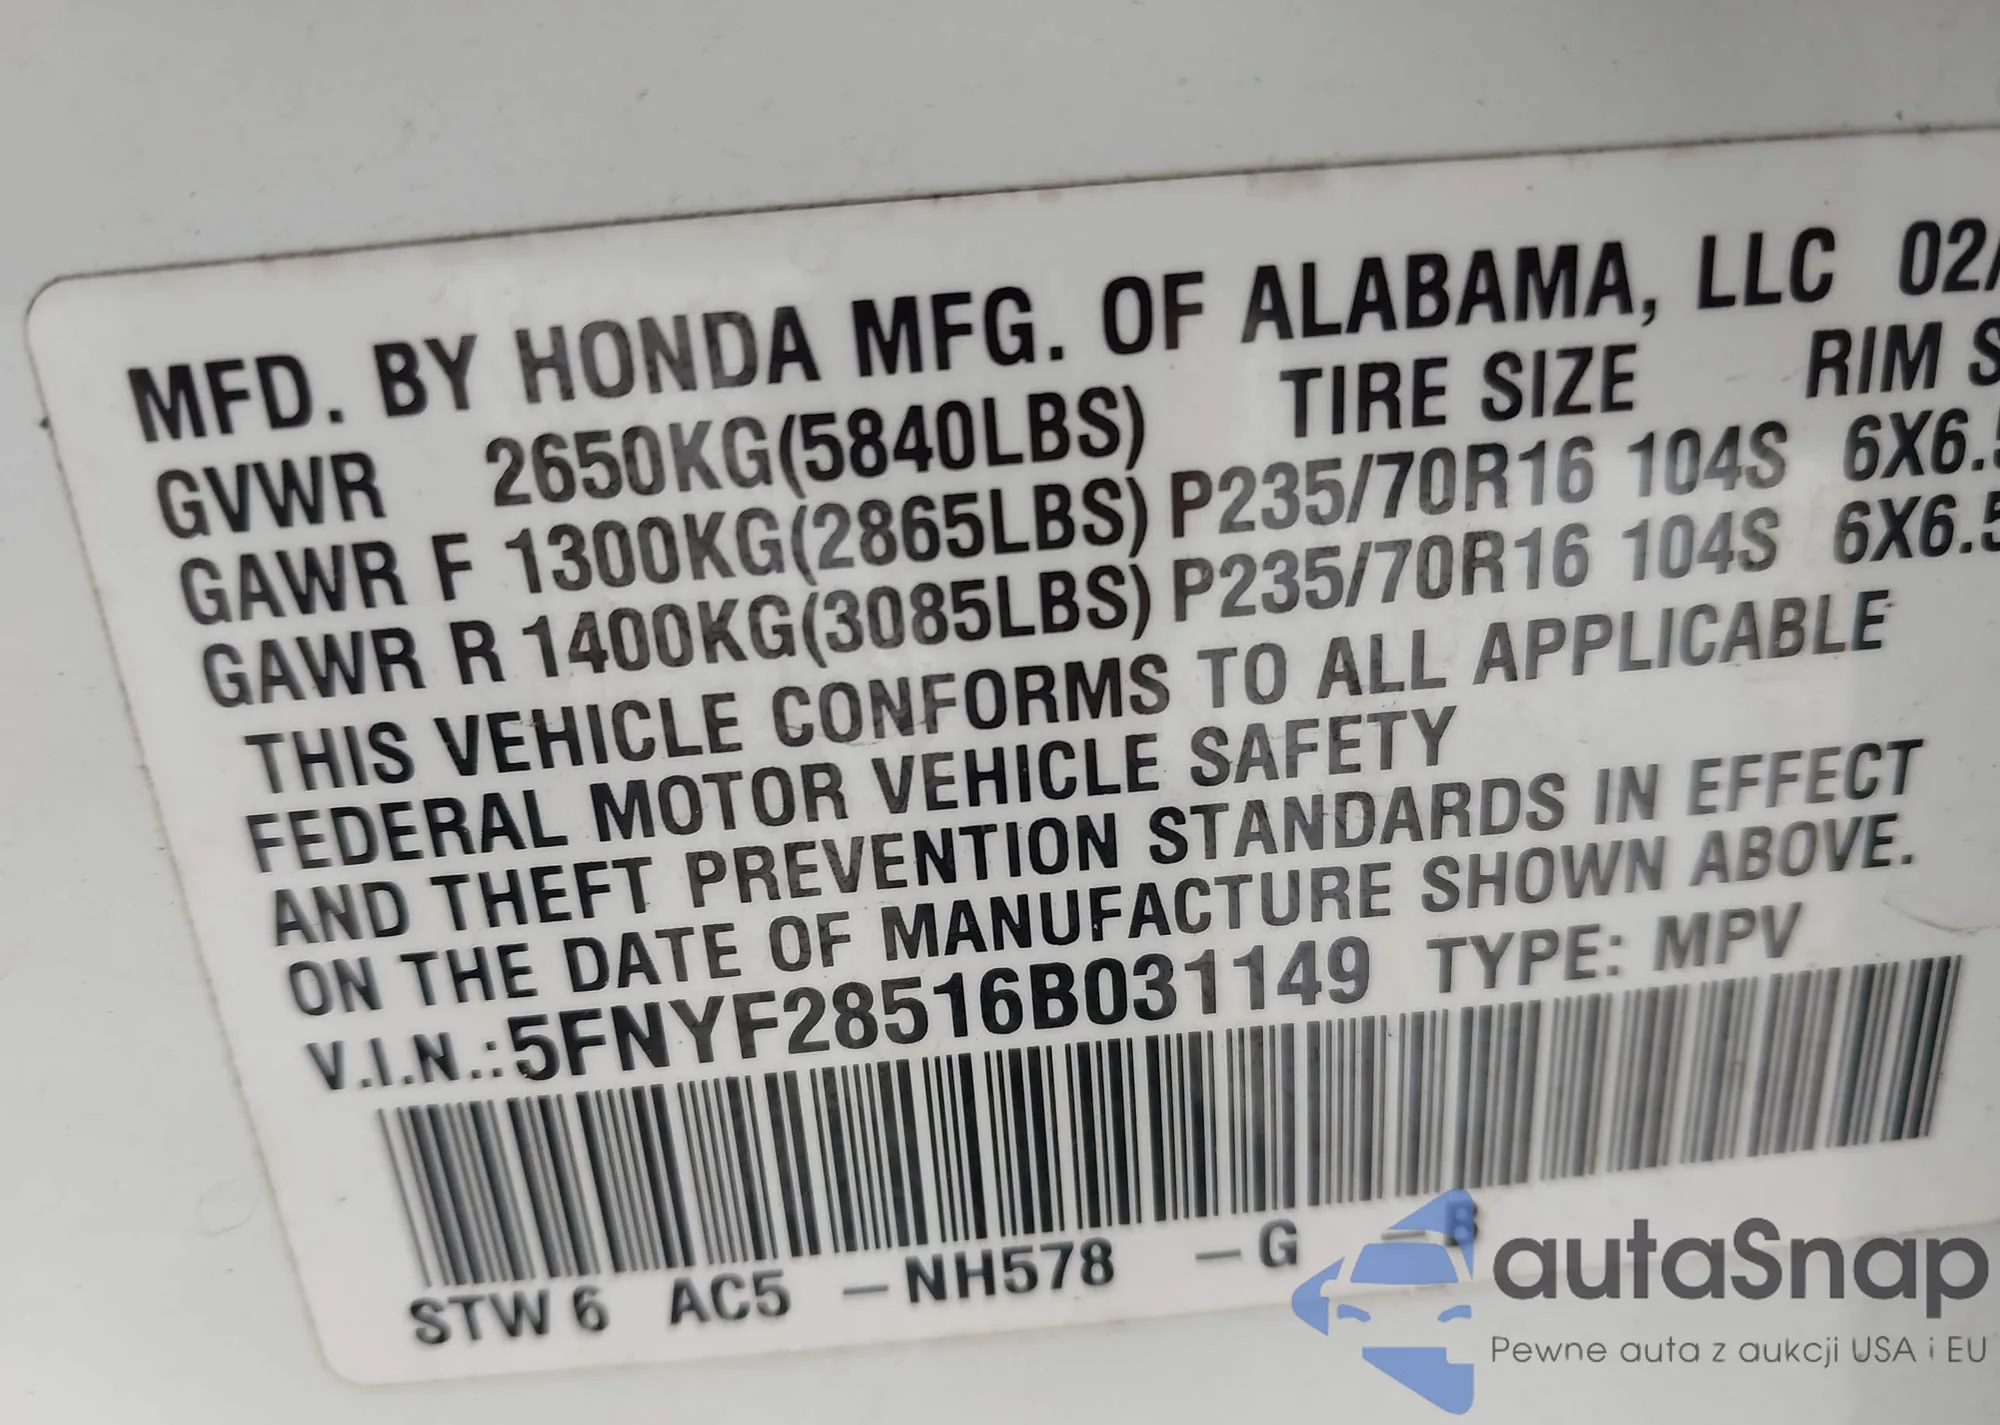 MFD. BY HONDA MFG. OF ALABAMA, LLC 02/
GVWR 2650KG(5840LBS) TIRE SIZE RIM S
GAWR F 1300KG(2865LBS) P235/70R16 104S 6X6.5
GAWR R 1400KG(3085LBS) P235/70R16 104S 6X6.5
THIS VEHICLE CONFORMS TO ALL APPLICABLE
FEDERAL MOTOR VEHICLE SAFETY
AND THEFT PREVENTION STANDARDS IN EFFECT
ON THE DATE OF MANUFACTURE SHOWN ABOVE.
V.I.N.:5FNYF28516B031149 TYPE: MPV
STW 6 AC5 –NH578 –G –B
autaSnap
Pewne auta z aukcji USA i EU